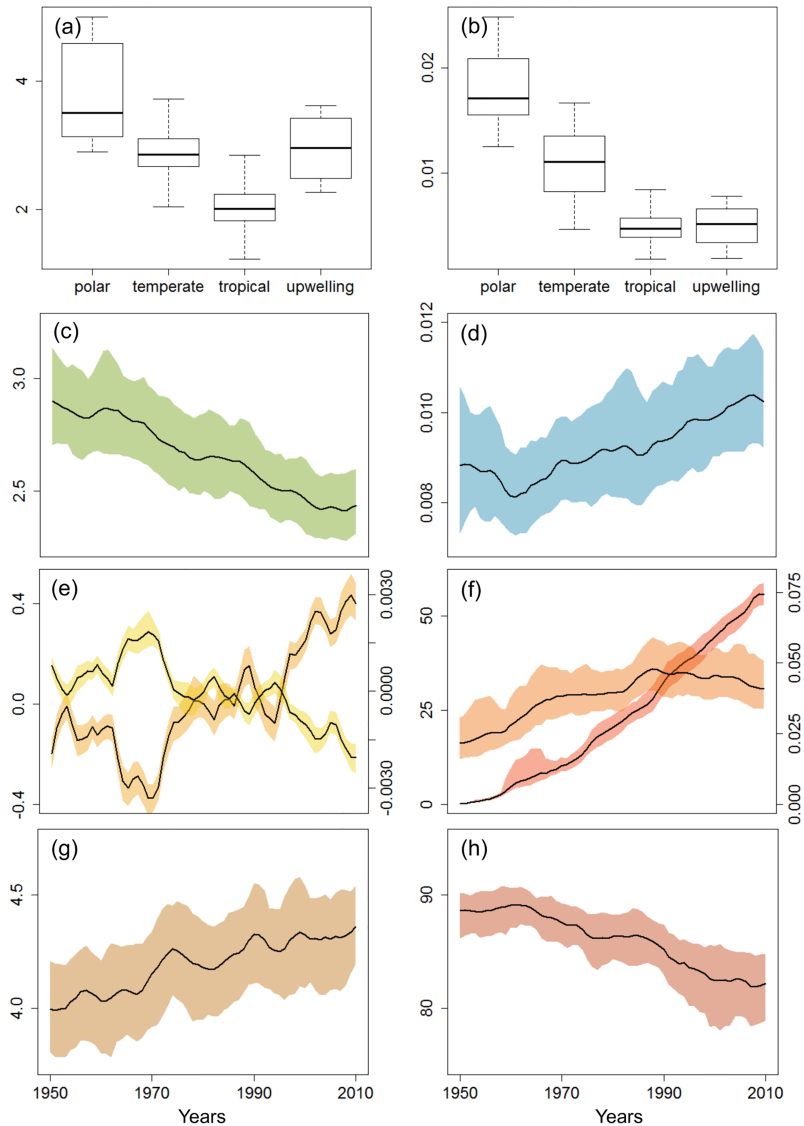 (a)
4
2
polar temperate tropical upwelling
(b)
0.02
0.01
polar temperate tropical upwelling
(c)
3.0
2.5
(d)
0.012
0.010
0.008
(e)
0.4
0.0
-0.4
0.0030
0.0000
-0.0030
(f)
50
25
0
0.075
0.050
0.025
0.000
(g)
4.5
4.0
1950 1970 1990 2010
Years
(h)
90
80
1950 1970 1990 2010
Years